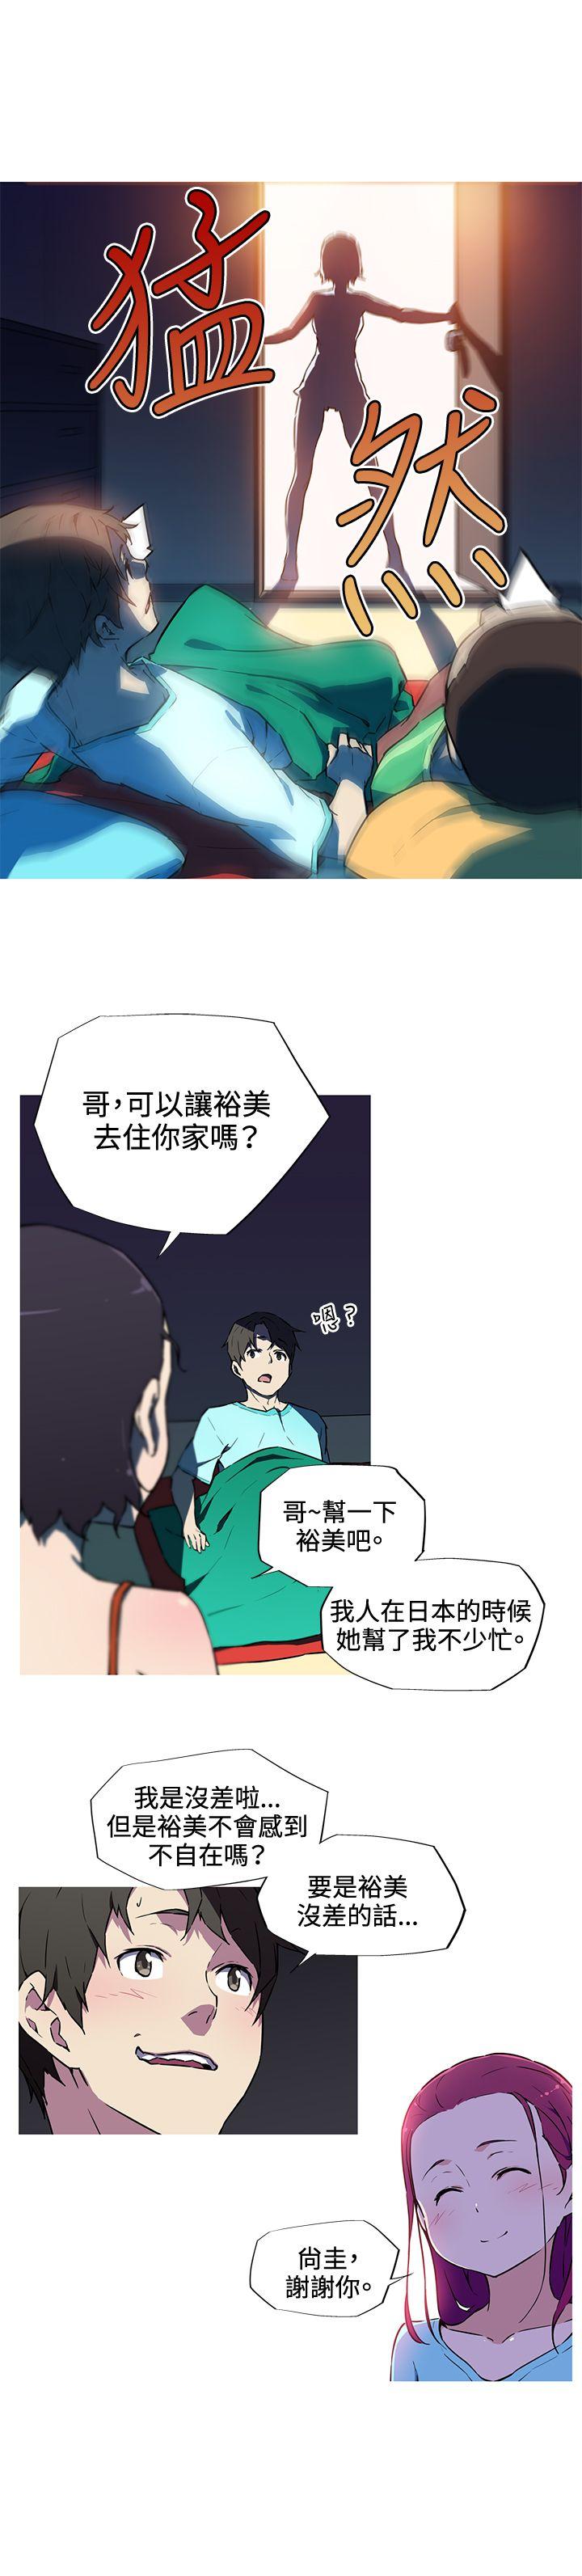 猛然
哥，可以讓裕美
去住你家嗎？
嗯？
哥~幫一下
裕美吧。
我人在日本的時候
她幫了我不少忙。
我是沒差啦...
但是裕美不會感到
不自在嗎？
要是裕美
沒差的話...
尙圭，
謝謝你。